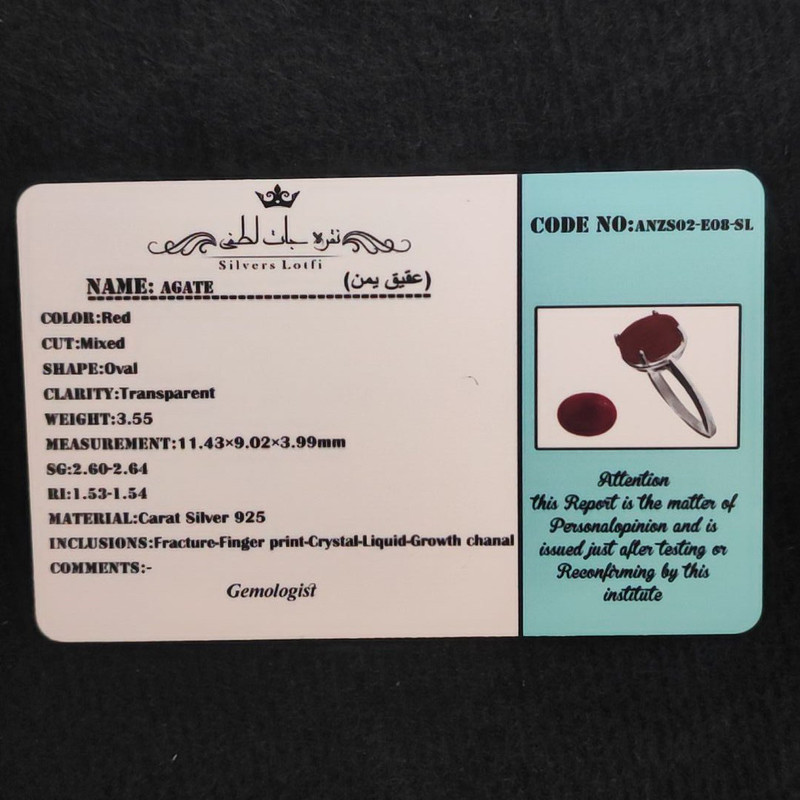 نقره جات لطفی
Silvers Lotfi
NAME: AGATE (عقیق یمن)
COLOR:Red
CUT:Mixed
SHAPE:Oval
CLARITY:Transparent
WEIGHT:3.55
MEASUREMENT:11.43×9.02×3.99mm
SG:2.60-2.64
RI:1.53-1.54
MATERIAL:Carat Silver 925
INCLUSIONS:Fracture-Finger print-Crystal-Liquid-Growth chanal
COMMENTS:-
Gemologist
CODE NO:ANZS02-E08-SL
Attention
this Report is the matter of
Personalopinion and is
issued just after testing or
Reconfirming by this
institute